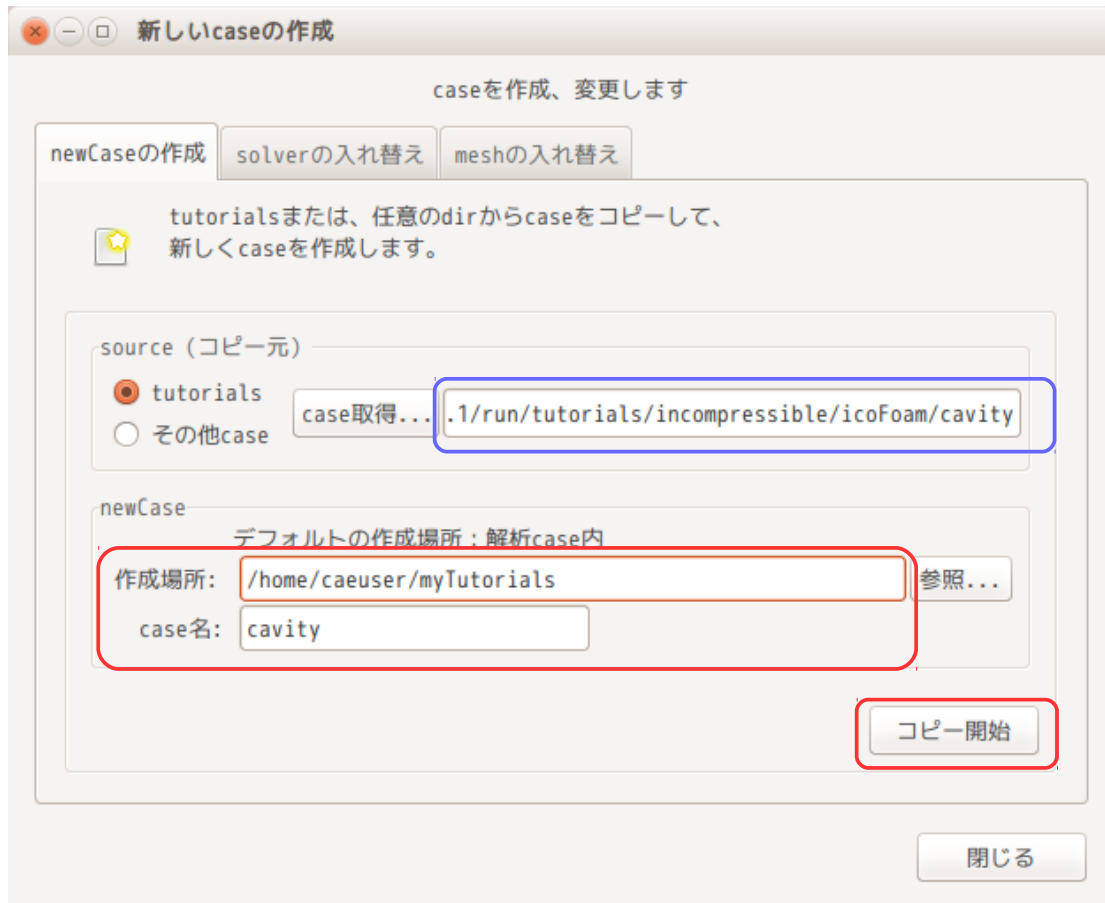 新しいcaseの作成
caseを作成、変更します
newCaseの作成 solverの入れ替え meshの入れ替え
tutorialsまたは、任意のdirからcaseをコピーして、
新しくcaseを作成します。
source（コピー元）
tutorials
その他case
case取得... .1/run/tutorials/incompressible/icoFoam/cavity
newCase
デフォルトの作成場所：解析case内
作成場所: /home/caeuser/myTutorials 参照...
case名: cavity
コピー開始
閉じる